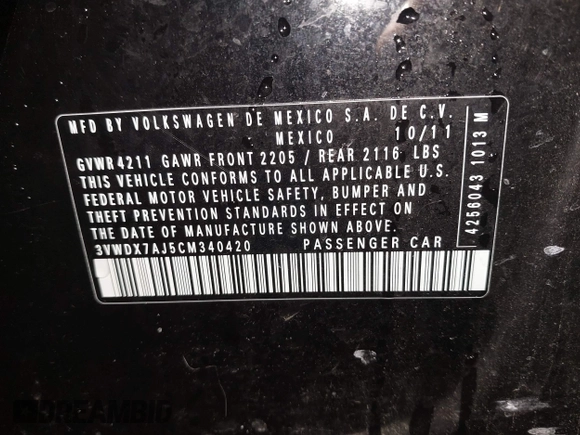 MFD BY VOLKSWAGEN DE MEXICO S.A. DE C.V.
MEXICO 10/11
GVWR 4211 GAWR FRONT 2205 / REAR 2116 LBS
THIS VEHICLE CONFORMS TO ALL APPLICABLE U.S.
FEDERAL MOTOR VEHICLE SAFETY, BUMPER AND
THEFT PREVENTION STANDARDS IN EFFECT ON
THE DATE OF MANUFACTURE SHOWN ABOVE.
3VWDX7AJ5CM340420 PASSENGER CAR
4256043 1013 M
DREAMBID